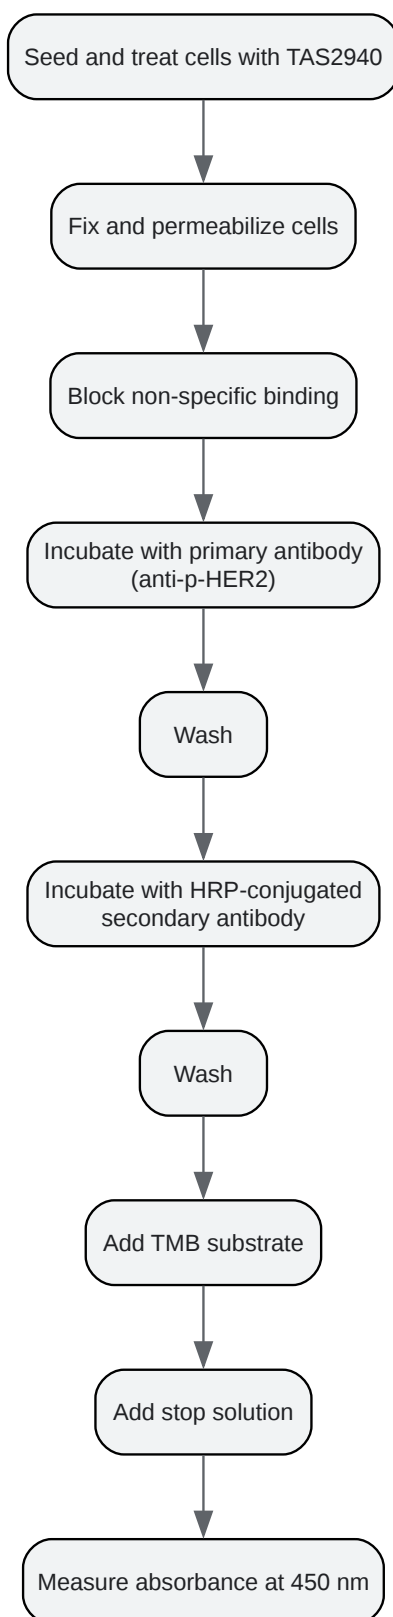 Seed and treat cells with TAS2940
Fix and permeabilize cells
Block non-specific binding
Incubate with primary antibody
(anti-p-HER2)
Wash
Incubate with HRP-conjugated
secondary antibody
Wash
Add TMB substrate
Add stop solution
Measure absorbance at 450 nm